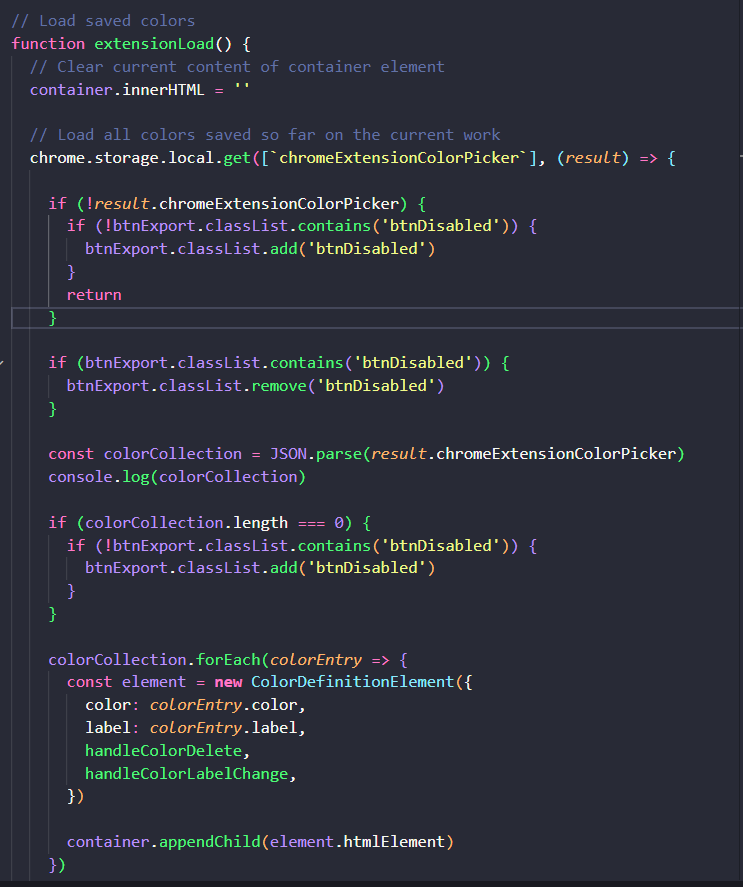 // Load saved colors
function extensionLoad() {
  // Clear current content of container element
  container.innerHTML = ''
  // Load all colors saved so far on the current work
  chrome.storage.local.get([`chromeExtensionColorPicker`], (result) => {
    if (!result.chromeExtensionColorPicker) {
      if (!btnExport.classList.contains('btnDisabled')) {
        btnExport.classList.add('btnDisabled')
      }
      return
    }
    if (btnExport.classList.contains('btnDisabled')) {
      btnExport.classList.remove('btnDisabled')
    }
    const colorCollection = JSON.parse(result.chromeExtensionColorPicker)
    console.log(colorCollection)
    if (colorCollection.length === 0) {
      if (!btnExport.classList.contains('btnDisabled')) {
        btnExport.classList.add('btnDisabled')
      }
    }
    colorCollection.forEach(colorEntry => {
      const element = new ColorDefinitionElement({
        color: colorEntry.color,
        label: colorEntry.label,
        handleColorDelete,
        handleColorLabelChange,
      })
      container.appendChild(element.htmlElement)
    })